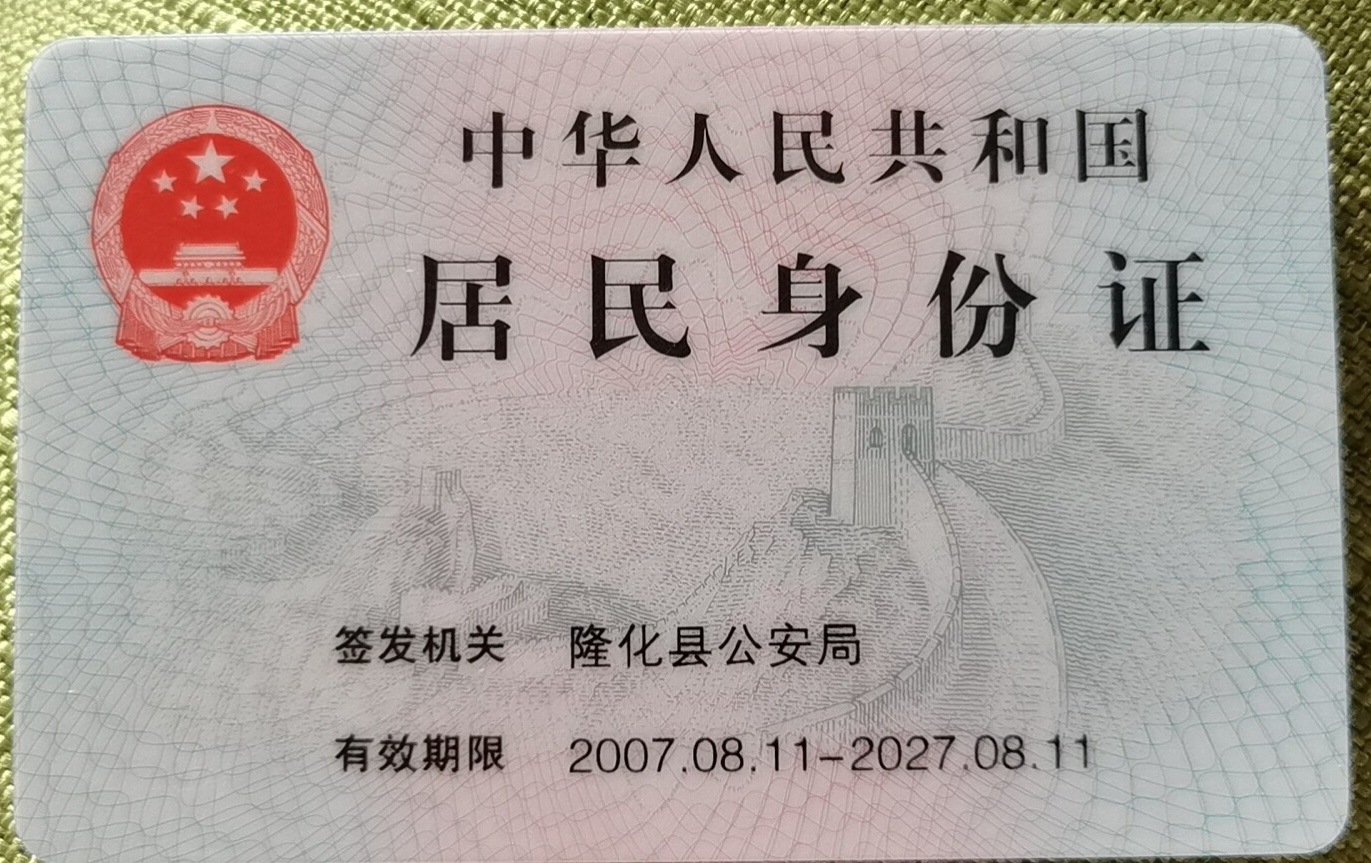 中华人民共和国
居民身份证
签发机关 隆化县公安局
有效期限 2007.08.11-2027.08.11